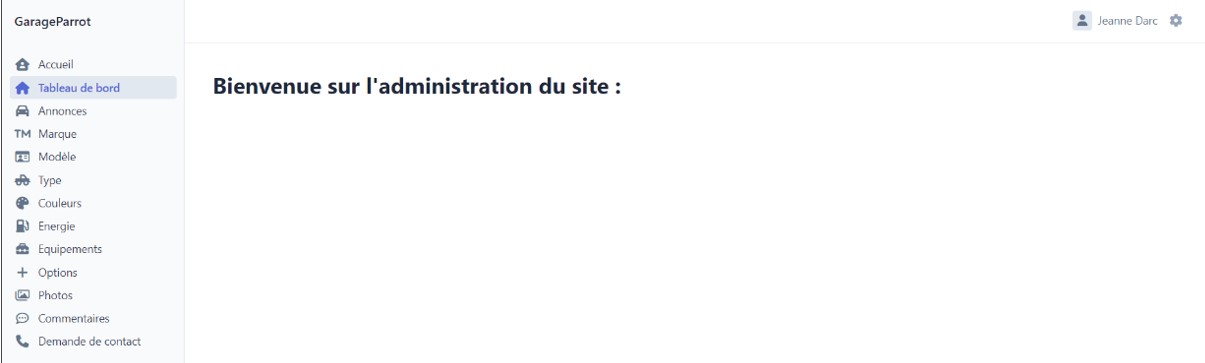 GarageParrot
Jeanne Darc
Accueil
Tableau de bord
Annonces
TM Marque
Modèle
Type
Couleurs
Energie
Equipements
Options
Photos
Commentaires
Demande de contact
Bienvenue sur l'administration du site :